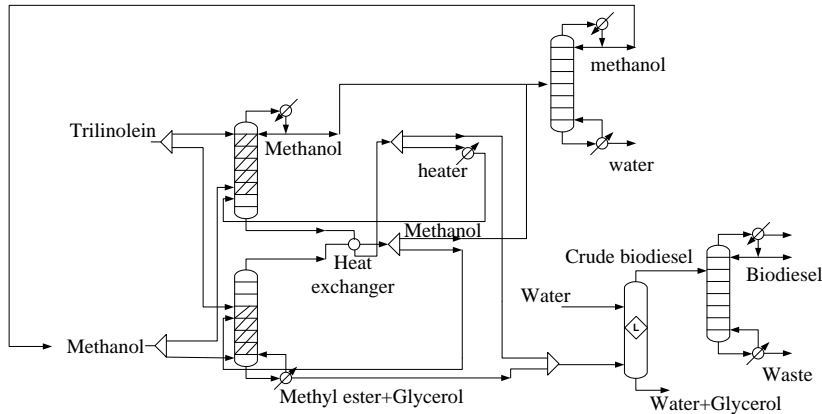 methanol
Trilinolein
Methanol
heater
water
Methanol
Heat
exchanger
Crude biodiesel
Water
L
Biodiesel
Methanol
Waste
Methyl ester+Glycerol
Water+Glycerol